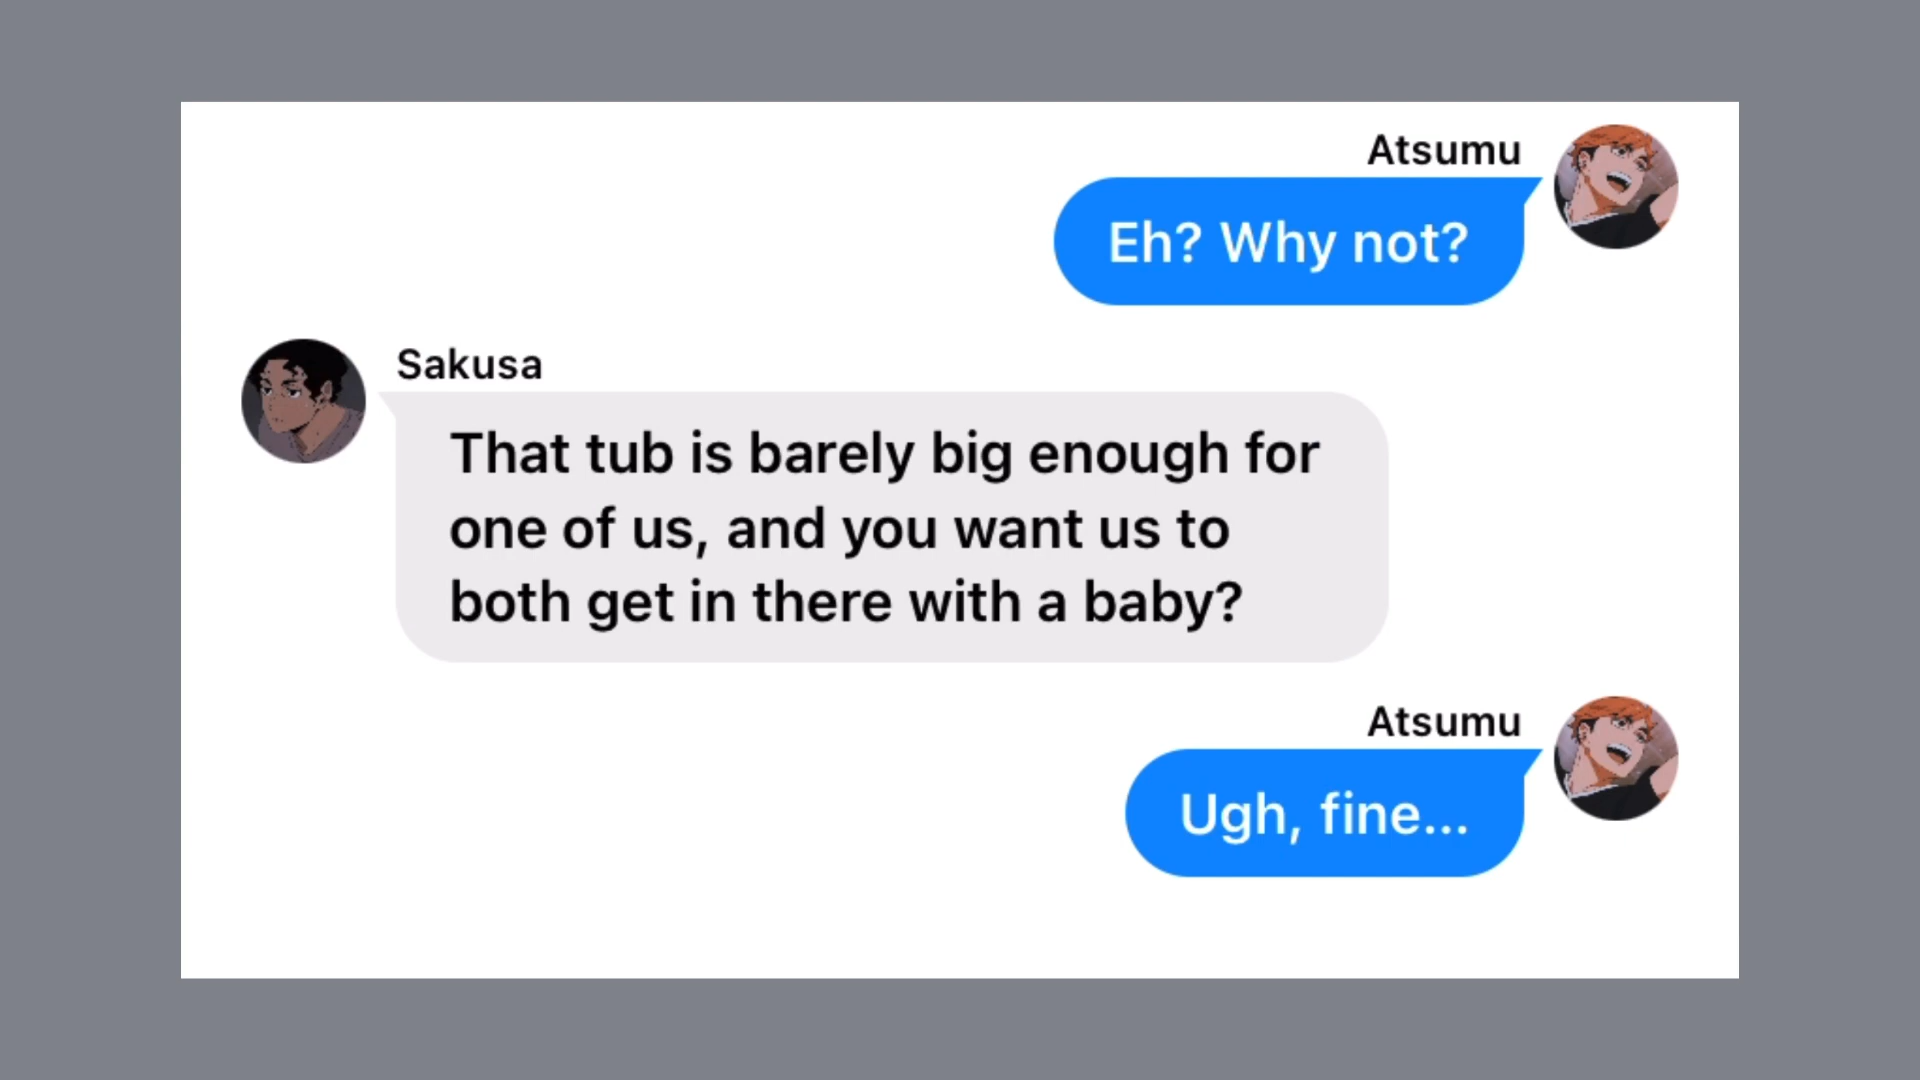 Atsumu
Eh? Why not?
Sakusa
That tub is barely big enough for
one of us, and you want us to
both get in there with a baby?
Atsumu
Ugh, fine...